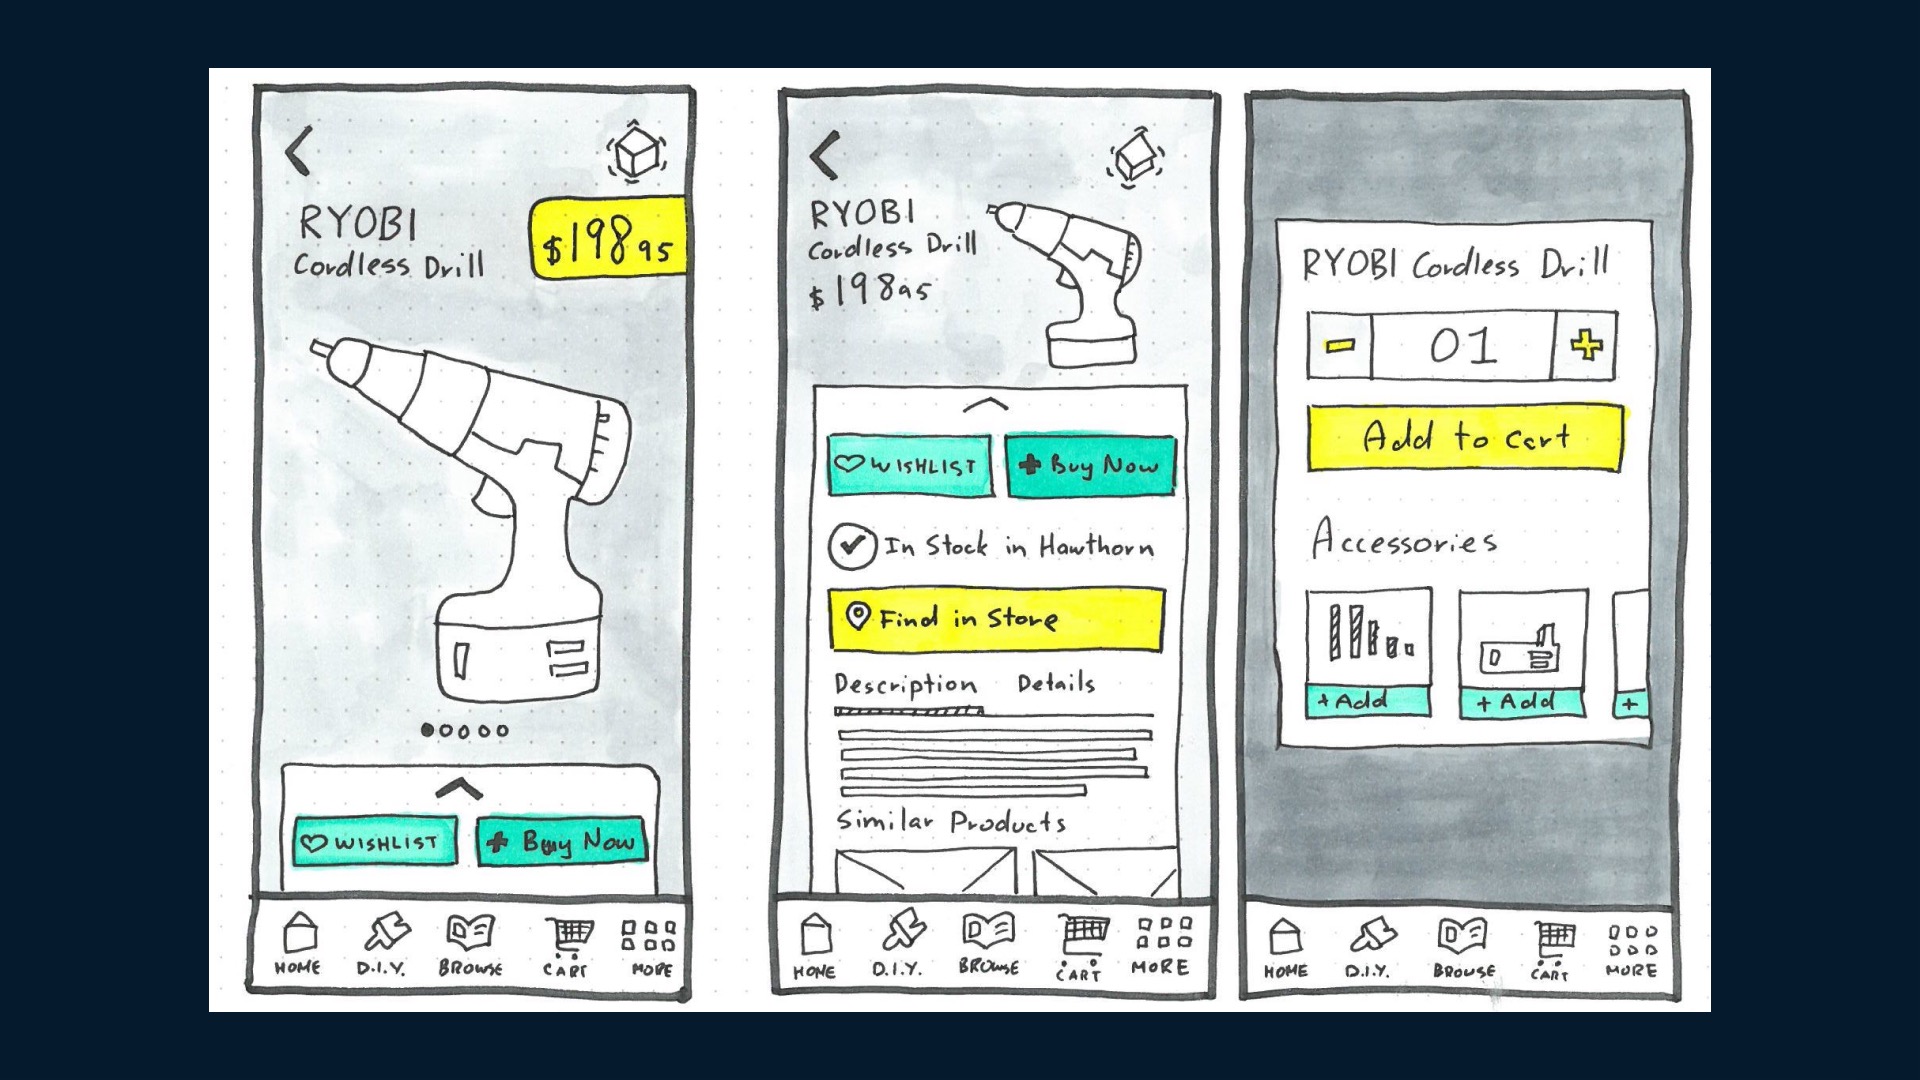 RYOBI
Cordless Drill
$198 95
WISHLIST
+ Buy Now
HOME D.I.Y. BROWSE CART MORE
RYOBI
Cordless Drill
$198 95
WISHLIST
+ Buy Now
In Stock in Hawthorn
Find in Store
Description Details
Similar Products
HOME D.I.Y. BROWSE CART MORE
RYOBI Cordless Drill
- 01 +
Add to cart
Accessories
+ Add + Add +
HOME D.I.Y. BROWSE CART MORE